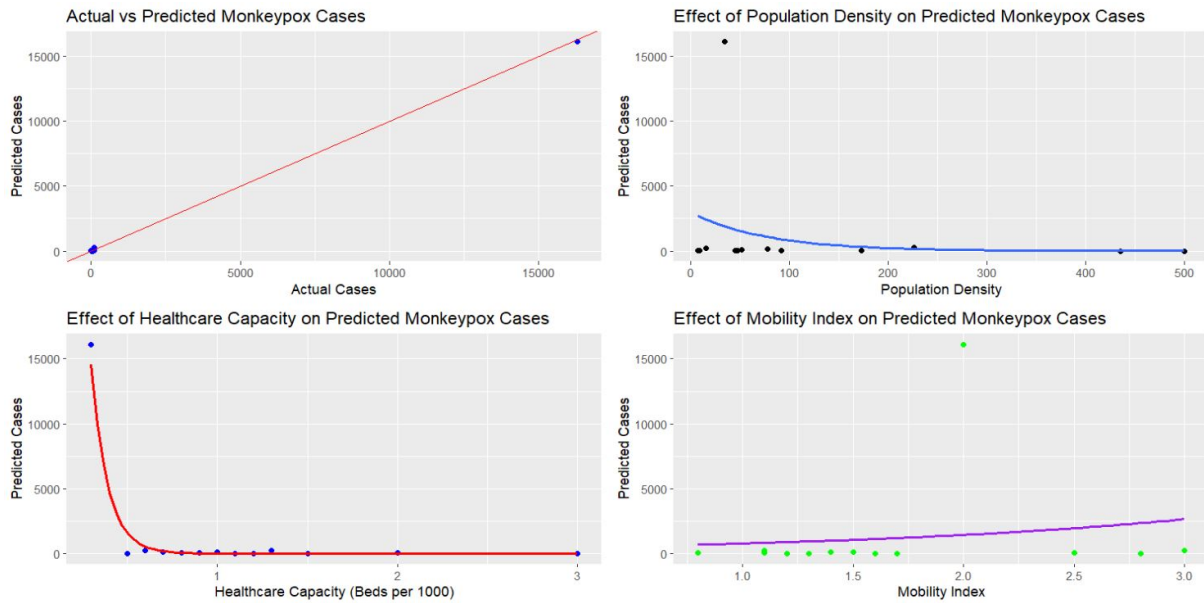 Actual vs Predicted Monkeypox Cases
15000
10000
5000
0
Predicted Cases
0
5000
10000
15000
Actual Cases
Effect of Population Density on Predicted Monkeypox Cases
15000
10000
5000
0
Predicted Cases
0
100
200
300
400
500
Population Density
Effect of Healthcare Capacity on Predicted Monkeypox Cases
15000
10000
5000
0
Predicted Cases
1
2
3
Healthcare Capacity (Beds per 1000)
Effect of Mobility Index on Predicted Monkeypox Cases
15000
10000
5000
0
Predicted Cases
1.0
1.5
2.0
2.5
3.0
Mobility Index